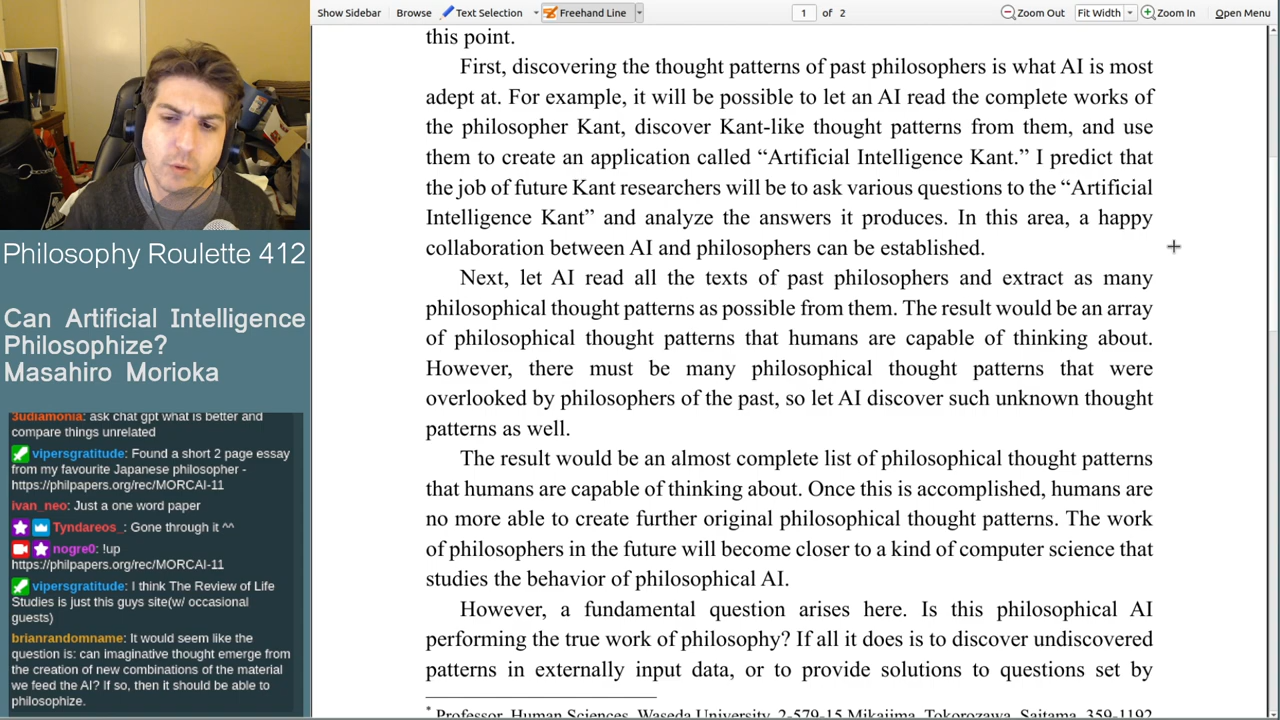 Show Sidebar Browse Text Selection Freehand Line 1 of 2 Zoom Out Fit Width Zoom In Open Menu
this point.
First, discovering the thought patterns of past philosophers is what AI is most
adept at. For example, it will be possible to let an AI read the complete works of
the philosopher Kant, discover Kant-like thought patterns from them, and use
them to create an application called “Artificial Intelligence Kant.” I predict that
the job of future Kant researchers will be to ask various questions to the “Artificial
Intelligence Kant” and analyze the answers it produces. In this area, a happy
collaboration between AI and philosophers can be established.
Next, let AI read all the texts of past philosophers and extract as many
philosophical thought patterns as possible from them. The result would be an array
of philosophical thought patterns that humans are capable of thinking about.
However, there must be many philosophical thought patterns that were
overlooked by philosophers of the past, so let AI discover such unknown thought
patterns as well.
The result would be an almost complete list of philosophical thought patterns
that humans are capable of thinking about. Once this is accomplished, humans are
no more able to create further original philosophical thought patterns. The work
of philosophers in the future will become closer to a kind of computer science that
studies the behavior of philosophical AI.
However, a fundamental question arises here. Is this philosophical AI
performing the true work of philosophy? If all it does is to discover undiscovered
patterns in externally input data, or to provide solutions to questions set by
* Professor, Human Sciences, Waseda University, 2-579-15 Mikajima, Tokorozawa, Saitama, 359-1192
Philosophy Roulette 412
Can Artificial Intelligence
Philosophize?
Masahiro Morioka
3udiamonia: ask chat gpt what is better and
compare things unrelated
vipersgratitude: Found a short 2 page essay
from my favourite Japanese philosopher -
https://philpapers.org/rec/MORCAI-11
ivan_neo: Just a one word paper
Tyndareos_: Gone through it ^^
nogre0: !up
https://philpapers.org/rec/MORCAI-11
vipersgratitude: I think The Review of Life
Studies is just this guys site(w/ occasional
guests)
brianrandomname: It would seem like the
question is: can imaginative thought emerge from
the creation of new combinations of the material
we feed the AI? If so, then it should be able to
philosophize.